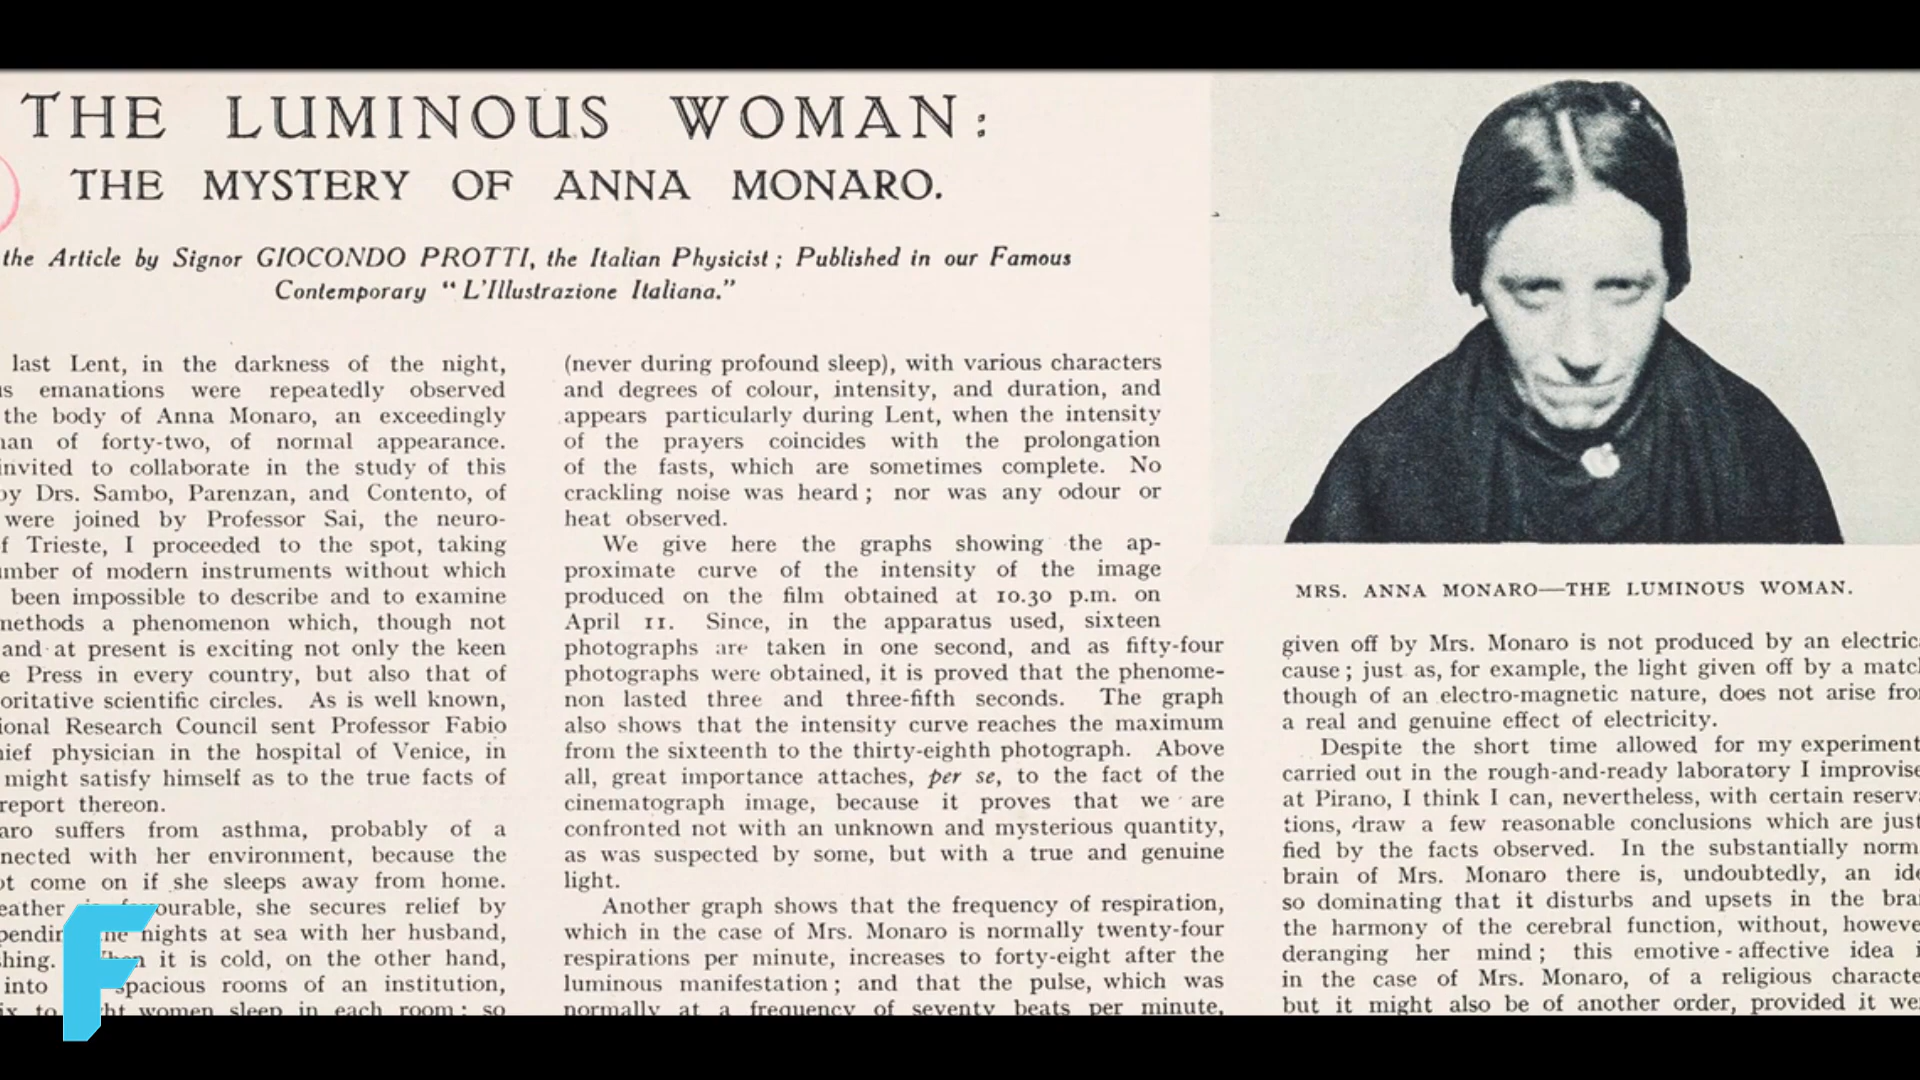 THE LUMINOUS WOMAN:
THE MYSTERY OF ANNA MONARO.
the Article by Signor GIOCONDO PROTTI, the Italian Physicist; Published in our Famous
Contemporary "L'Illustrazione Italiana."
last Lent, in the darkness of the night,
emanations were repeatedly observed
the body of Anna Monaro, an exceedingly
of forty-two, of normal appearance.
invited to collaborate in the study of this
by Drs. Sambo, Parenzan, and Contento, of
were joined by Professor Sai, the neuro-
Trieste, I proceeded to the spot, taking
of modern instruments without which
been impossible to describe and to examine
methods a phenomenon which, though not
and at present is exciting not only the keen
Press in every country, but also that of
scientific circles. As is well known,
Research Council sent Professor Fabio
physician in the hospital of Venice, in
might satisfy himself as to the true facts of
report thereon.
suffers from asthma, probably of a
with her environment, because the
come on if she sleeps away from home.
favourable, she secures relief by
nights at sea with her husband,
When it is cold, on the other hand,
into spacious rooms of an institution,
to women sleep in each room; so
(never during profound sleep), with various characters
and degrees of colour, intensity, and duration, and
appears particularly during Lent, when the intensity
of the prayers coincides with the prolongation
of the fasts, which are sometimes complete. No
crackling noise was heard; nor was any odour or
heat observed.
We give here the graphs showing the ap-
proximate curve of the intensity of the image
produced on the film obtained at 10.30 p.m. on
April 11. Since, in the apparatus used, sixteen
photographs are taken in one second, and as fifty-four
photographs were obtained, it is proved that the phenome-
non lasted three and three-fifth seconds. The graph
also shows that the intensity curve reaches the maximum
from the sixteenth to the thirty-eighth photograph. Above
all, great importance attaches, per se, to the fact of the
cinematograph image, because it proves that we are
confronted not with an unknown and mysterious quantity,
as was suspected by some, but with a true and genuine
light.
Another graph shows that the frequency of respiration,
which in the case of Mrs. Monaro is normally twenty-four
respirations per minute, increases to forty-eight after the
luminous manifestation; and that the pulse, which was
normally at a frequency of seventy beats per minute,
MRS. ANNA MONARO—THE LUMINOUS WOMAN.
given off by Mrs. Monaro is not produced by an electric
cause; just as, for example, the light given off by a match
though of an electro-magnetic nature, does not arise from
a real and genuine effect of electricity.
Despite the short time allowed for my experiment
carried out in the rough-and-ready laboratory I improvise
at Pirano, I think I can, nevertheless, with certain reserva-
tions, draw a few reasonable conclusions which are just
fied by the facts observed. In the substantially norm
brain of Mrs. Monaro there is, undoubtedly, an ide
so dominating that it disturbs and upsets in the brai
the harmony of the cerebral function, without, howeve
deranging her mind; this emotive-affective idea i
in the case of Mrs. Monaro, of a religious characte
but it might also be of another order, provided it we
F